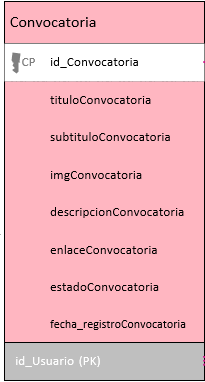 Convocatoria
CP id_Convocatoria
tituloConvocatoria
subtituloConvocatoria
imgConvocatoria
descripcionConvocatoria
enlaceConvocatoria
estadoConvocatoria
fecha_registroConvocatoria
id_Usuario (PK)